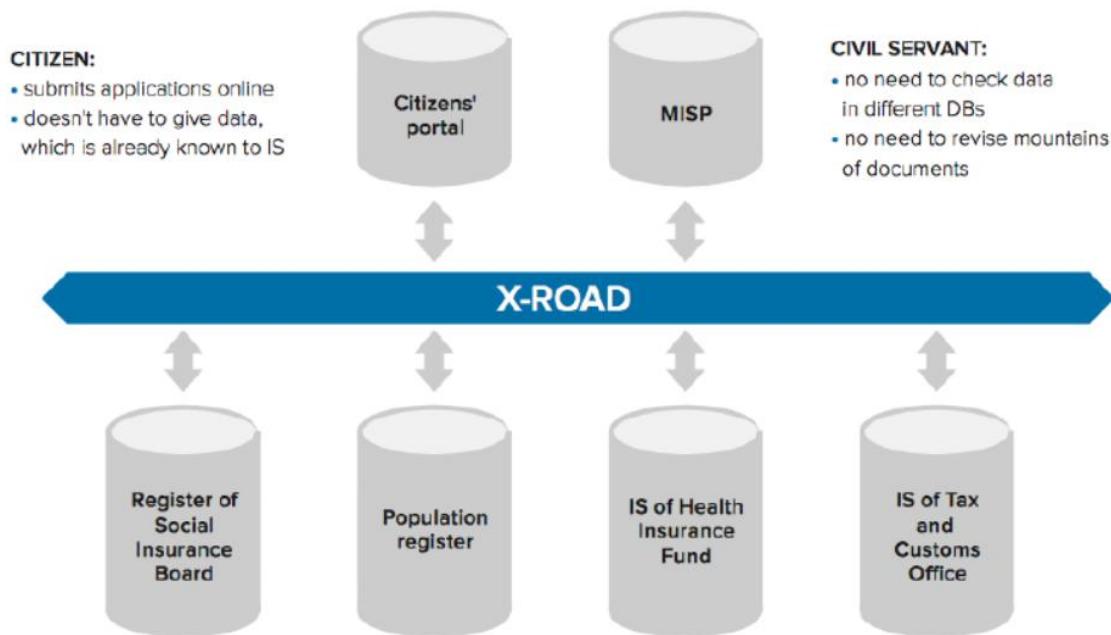 CITIZEN:
• submits applications online
• doesn't have to give data,
which is already known to IS
Citizens'
portal
MISP
CIVIL SERVANT:
• no need to check data
in different DBs
• no need to revise mountains
of documents
X-ROAD
Register of
Social
Insurance
Board
Population
register
IS of Health
Insurance
Fund
IS of Tax
and
Customs
Office